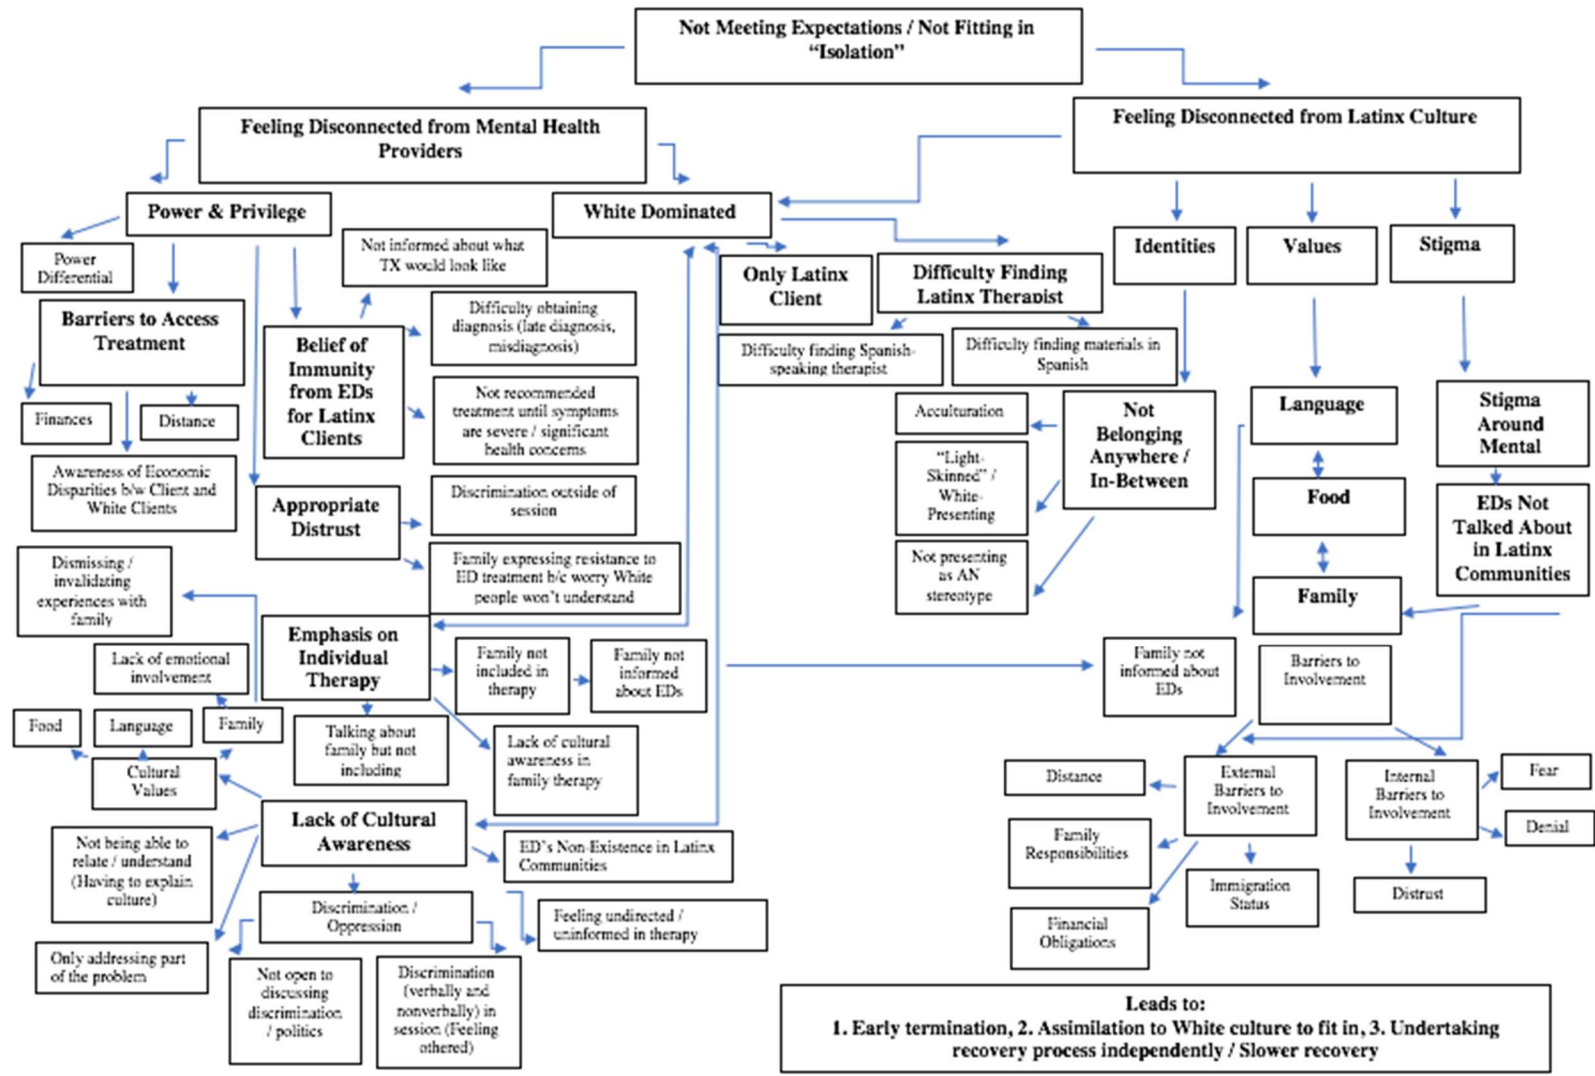 Not Meeting Expectations / Not Fitting in
“Isolation”
Feeling Disconnected from Mental Health
Providers
Feeling Disconnected from Latinx Culture
Power & Privilege
White Dominated
Identities
Values
Stigma
Power
Differential
Not informed about what
TX would look like
Only Latinx
Client
Difficulty Finding
Latinx Therapist
Barriers to Access
Treatment
Difficulty obtaining
diagnosis (late diagnosis,
misdiagnosis)
Belief of
Immunity
from EDs
for Latinx
Clients
Difficulty finding Spanish-
speaking therapist
Difficulty finding materials in
Spanish
Finances
Distance
Not recommended
treatment until symptoms
are severe / significant
health concerns
Acculturation
Not
Belonging
Anywhere /
In-Between
Language
Stigma
Around
Mental
Awareness of Economic
Disparities b/w Client and
White Clients
“Light-
Skinned” /
White-
Presenting
Appropriate
Distrust
Discrimination outside of
session
Food
EDs Not
Talked About
in Latinx
Communities
Dismissing /
invalidating
experiences with
family
Family expressing resistance to
ED treatment b/c worry White
people won’t understand
Not presenting
as AN
stereotype
Family
Emphasis on
Individual
Therapy
Lack of emotional
involvement
Family not
included in
therapy
Family not
informed
about EDs
Family not
informed about
EDs
Barriers to
Involvement
Food
Language
Family
Talking about
family but not
including
Lack of cultural
awareness in
family therapy
Cultural
Values
Distance
External
Barriers to
Involvement
Internal
Barriers to
Involvement
Fear
Denial
Lack of Cultural
Awareness
Not being able to
relate / understand
(Having to explain
culture)
ED’s Non-Existence in Latinx
Communities
Family
Responsibilities
Immigration
Status
Distrust
Discrimination /
Oppression
Feeling undirected /
uninformed in therapy
Financial
Obligations
Only addressing part
of the problem
Not open to
discussing
discrimination
/ politics
Discrimination
(verbally and
nonverbally) in
session (Feeling
othered)
Leads to:
1. Early termination, 2. Assimilation to White culture to fit in, 3. Undertaking
recovery process independently / Slower recovery